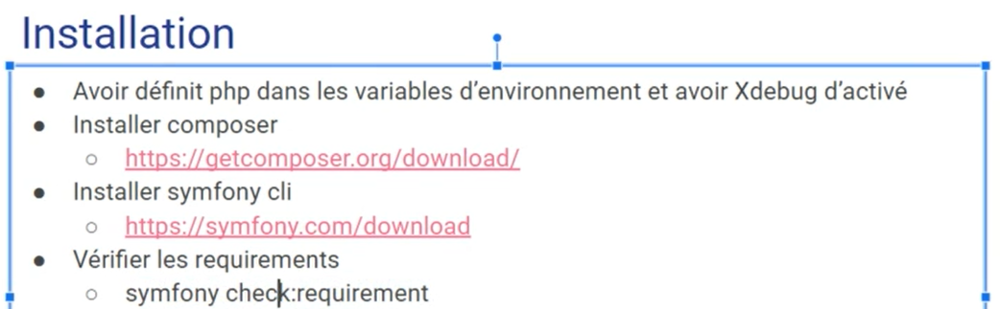 Installation
● Avoir définit php dans les variables d’environnement et avoir Xdebug d’activé
● Installer composer
○ https://getcomposer.org/download/
● Installer symfony cli
○ https://symfony.com/download
● Vérifier les requirements
○ symfony check:requirement